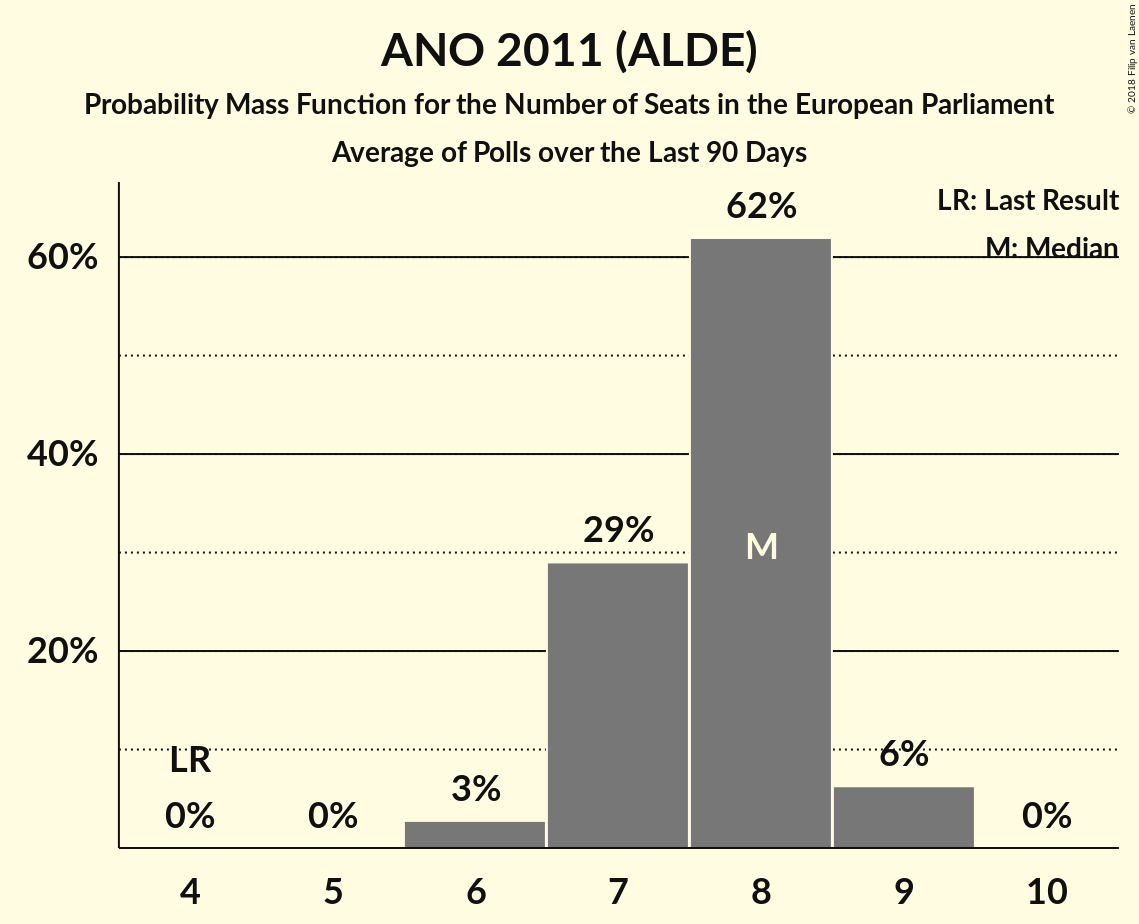 ANO 2011 (ALDE)
Probability Mass Function for the Number of Seats in the European Parliament
Average of Polls over the Last 90 Days
© 2018 Filip van Laenen
LR: Last Result
M: Median
62%
60%
40%
29%
M
20%
LR
6%
3%
0%
0%
0%
4 5 6 7 8 9 10